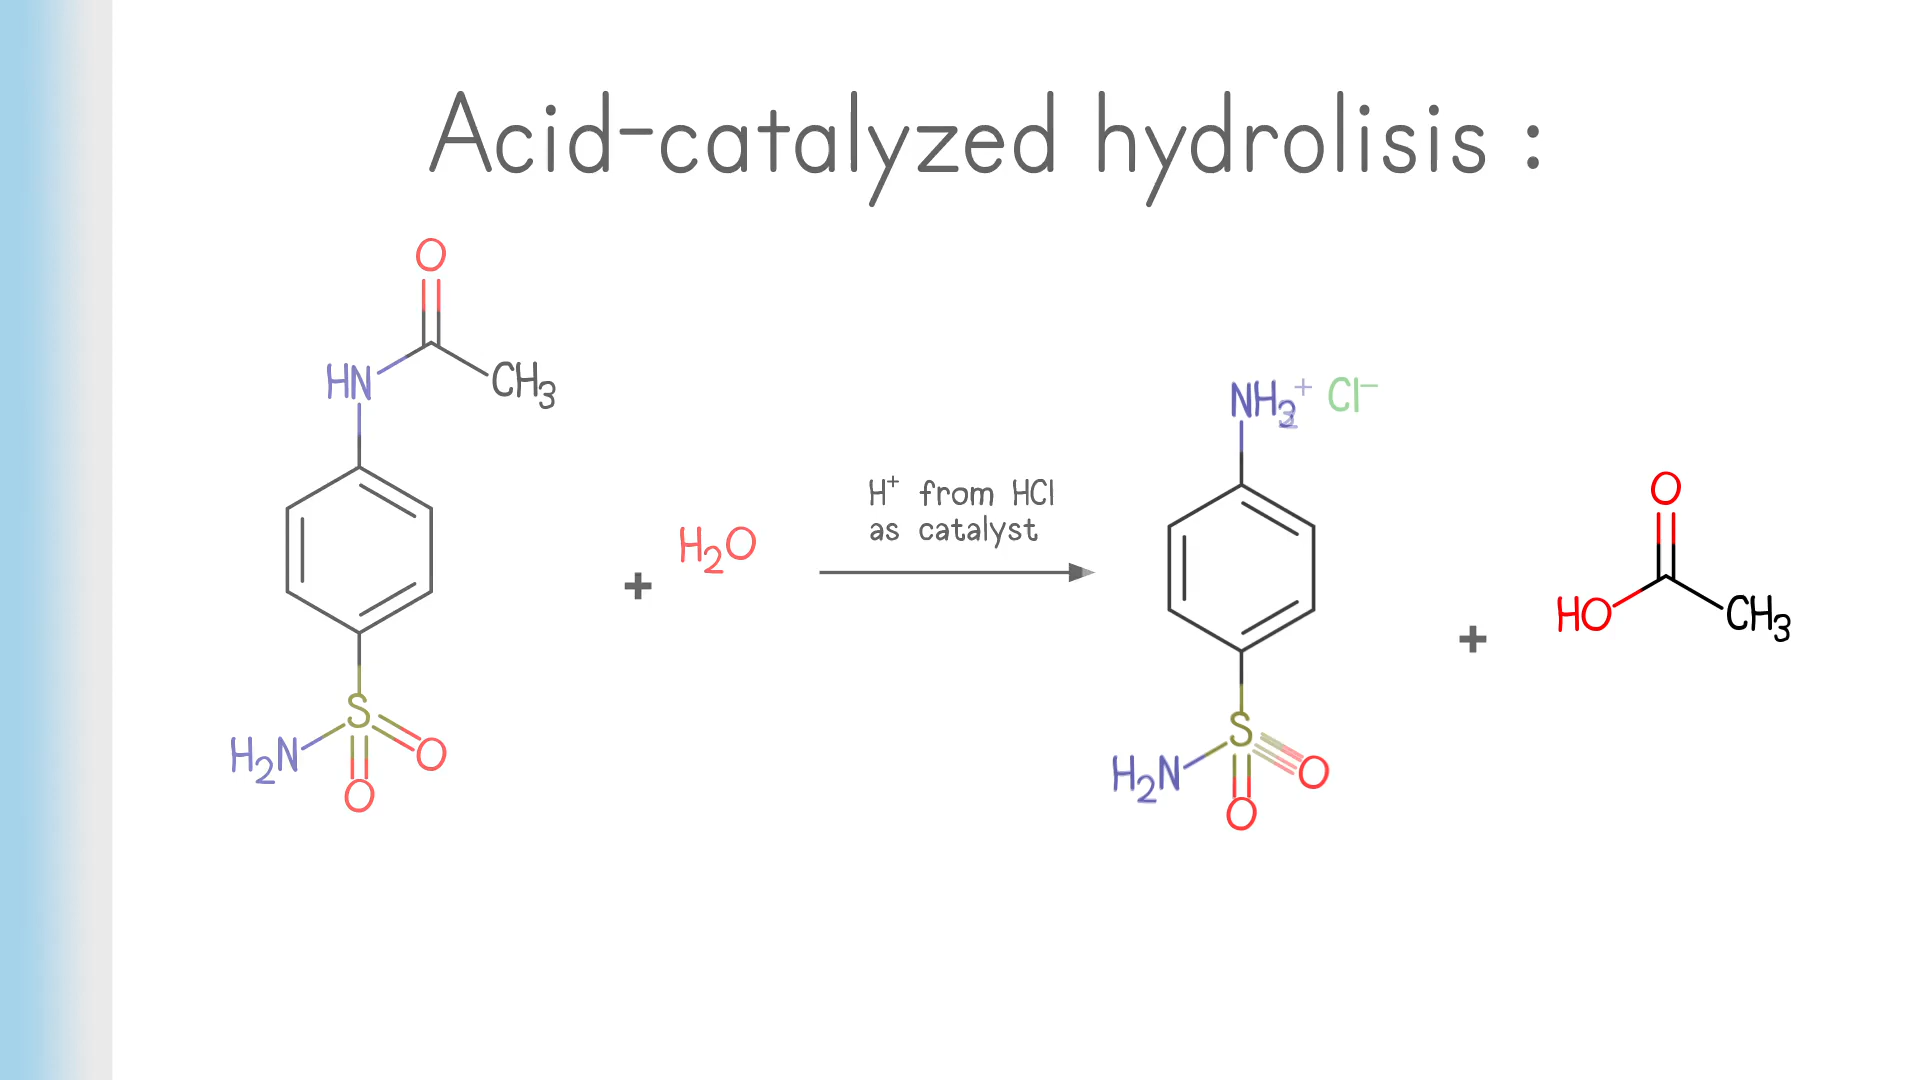 Acid-catalyzed hydrolisis :
O
HN
CH3
S
H2N
O
O
+
H2O
H+ from HCl
as catalyst
NH3+ Cl−
S
H2N
O
O
+
O
HO
CH3